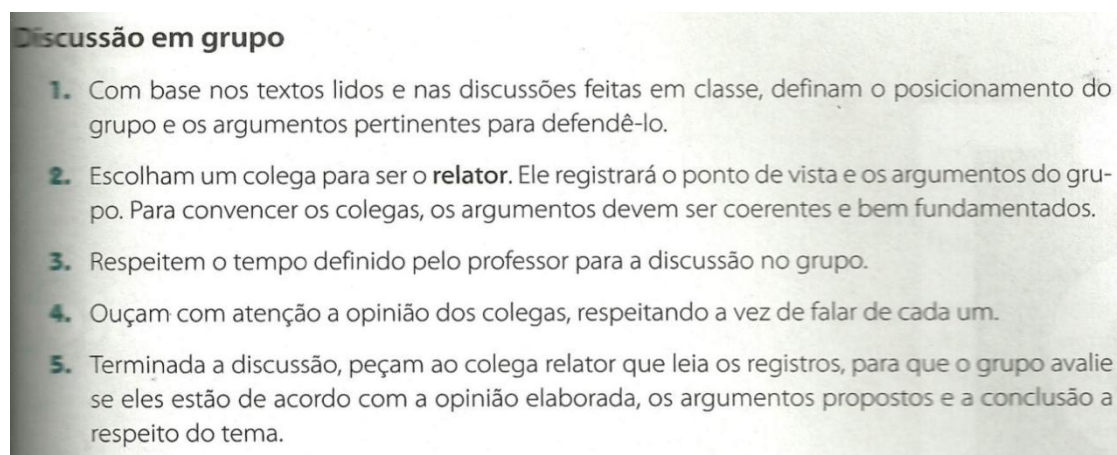 Discussão em grupo
1. Com base nos textos lidos e nas discussões feitas em classe, definam o posicionamento do
grupo e os argumentos pertinentes para defendê-lo.
2. Escolham um colega para ser o relator. Ele registrará o ponto de vista e os argumentos do gru-
po. Para convencer os colegas, os argumentos devem ser coerentes e bem fundamentados.
3. Respeitem o tempo definido pelo professor para a discussão no grupo.
4. Ouçam com atenção a opinião dos colegas, respeitando a vez de falar de cada um.
5. Terminada a discussão, peçam ao colega relator que leia os registros, para que o grupo avalie
se eles estão de acordo com a opinião elaborada, os argumentos propostos e a conclusão a
respeito do tema.